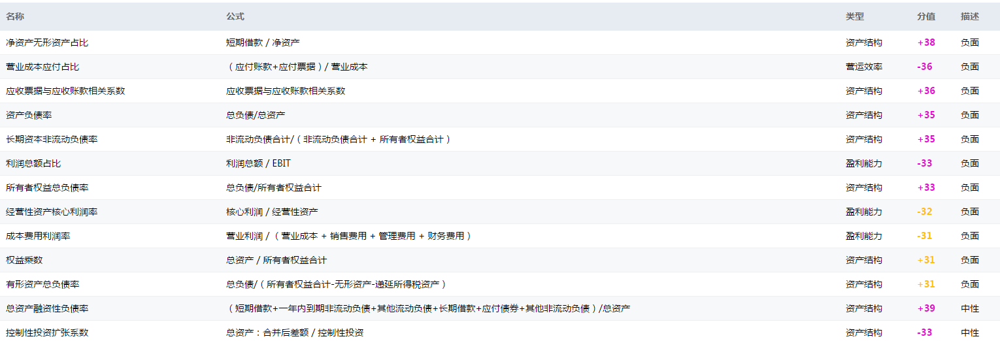 名称 公式 类型 分值 描述
净资产无形资产占比 短期借款 / 净资产 资产结构 +38 负面
营业成本应付占比 （应付账款+应付票据）/ 营业成本 营运效率 -36 负面
应收票据与应收账款相关系数 应收票据与应收账款相关系数 资产结构 +36 负面
资产负债率 总负债/总资产 资产结构 +35 负面
长期资本非流动负债率 非流动负债合计/（非流动负债合计 + 所有者权益合计） 资产结构 +35 负面
利润总额占比 利润总额 / EBIT 盈利能力 -33 负面
所有者权益总负债率 总负债/所有者权益合计 资产结构 +33 负面
经营性资产核心利润率 核心利润 / 经营性资产 盈利能力 -32 负面
成本费用利润率 营业利润 / （营业成本 + 销售费用 + 管理费用 + 财务费用） 盈利能力 -31 负面
权益乘数 总资产 / 所有者权益合计 资产结构 +31 负面
有形资产总负债率 总负债/（所有者权益合计-无形资产-递延所得税资产） 资产结构 +31 负面
总资产融资性负债率 （短期借款+一年内到期非流动负债+其他流动负债+长期借款+应付债券+其他非流动负债）/总资产 资产结构 +39 中性
控制性投资扩张系数 总资产：合并后差额 / 控制性投资 资产结构 -33 中性